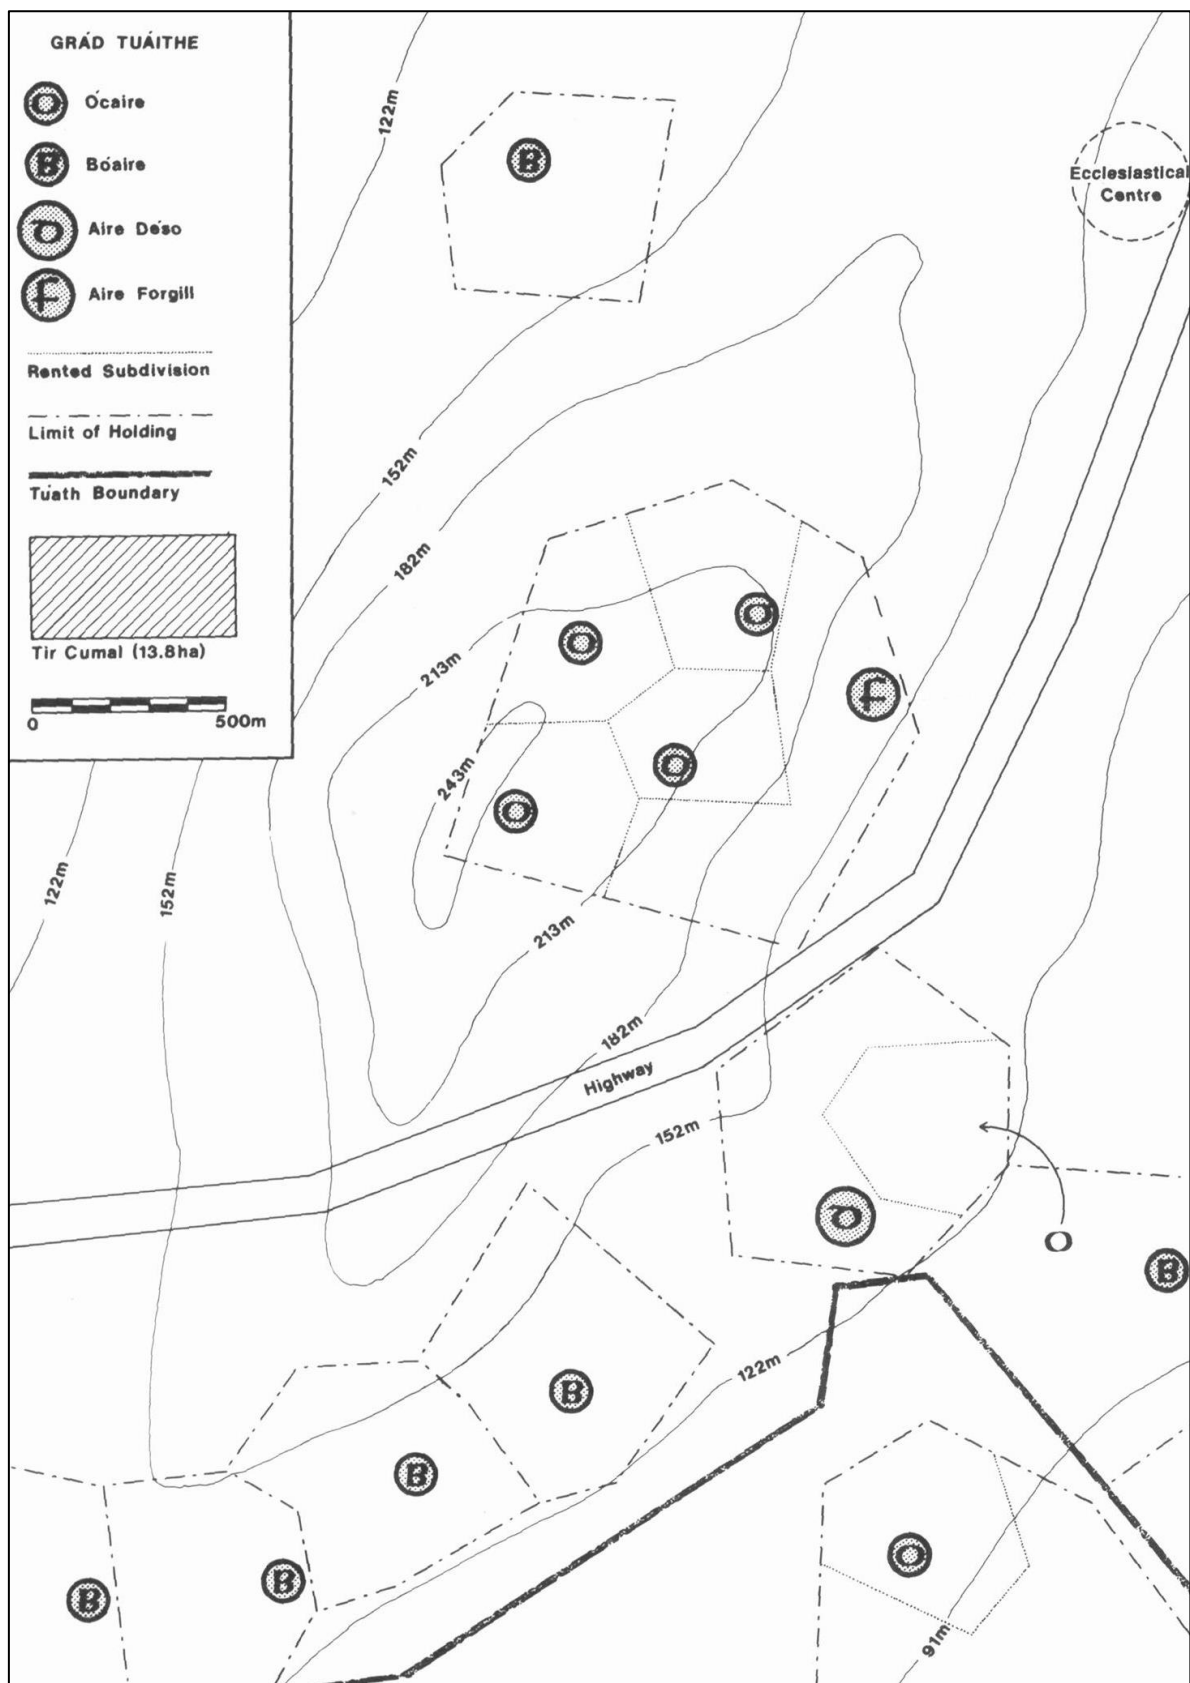 GRÁD TUÁITHE
O Ócaire
B Bóaire
D Aire Déso
F Aire Forgill
Rented Subdivision
Limit of Holding
Túath Boundary
Tir Cumal (13.8ha)
0 500m
122m
B
Ecclesiastical
Centre
152m
182m
213m
O
O
F
243m
O
O
122m
152m
213m
182m
Highway
152m
D
O
B
122m
B
B
B
B
O
91m